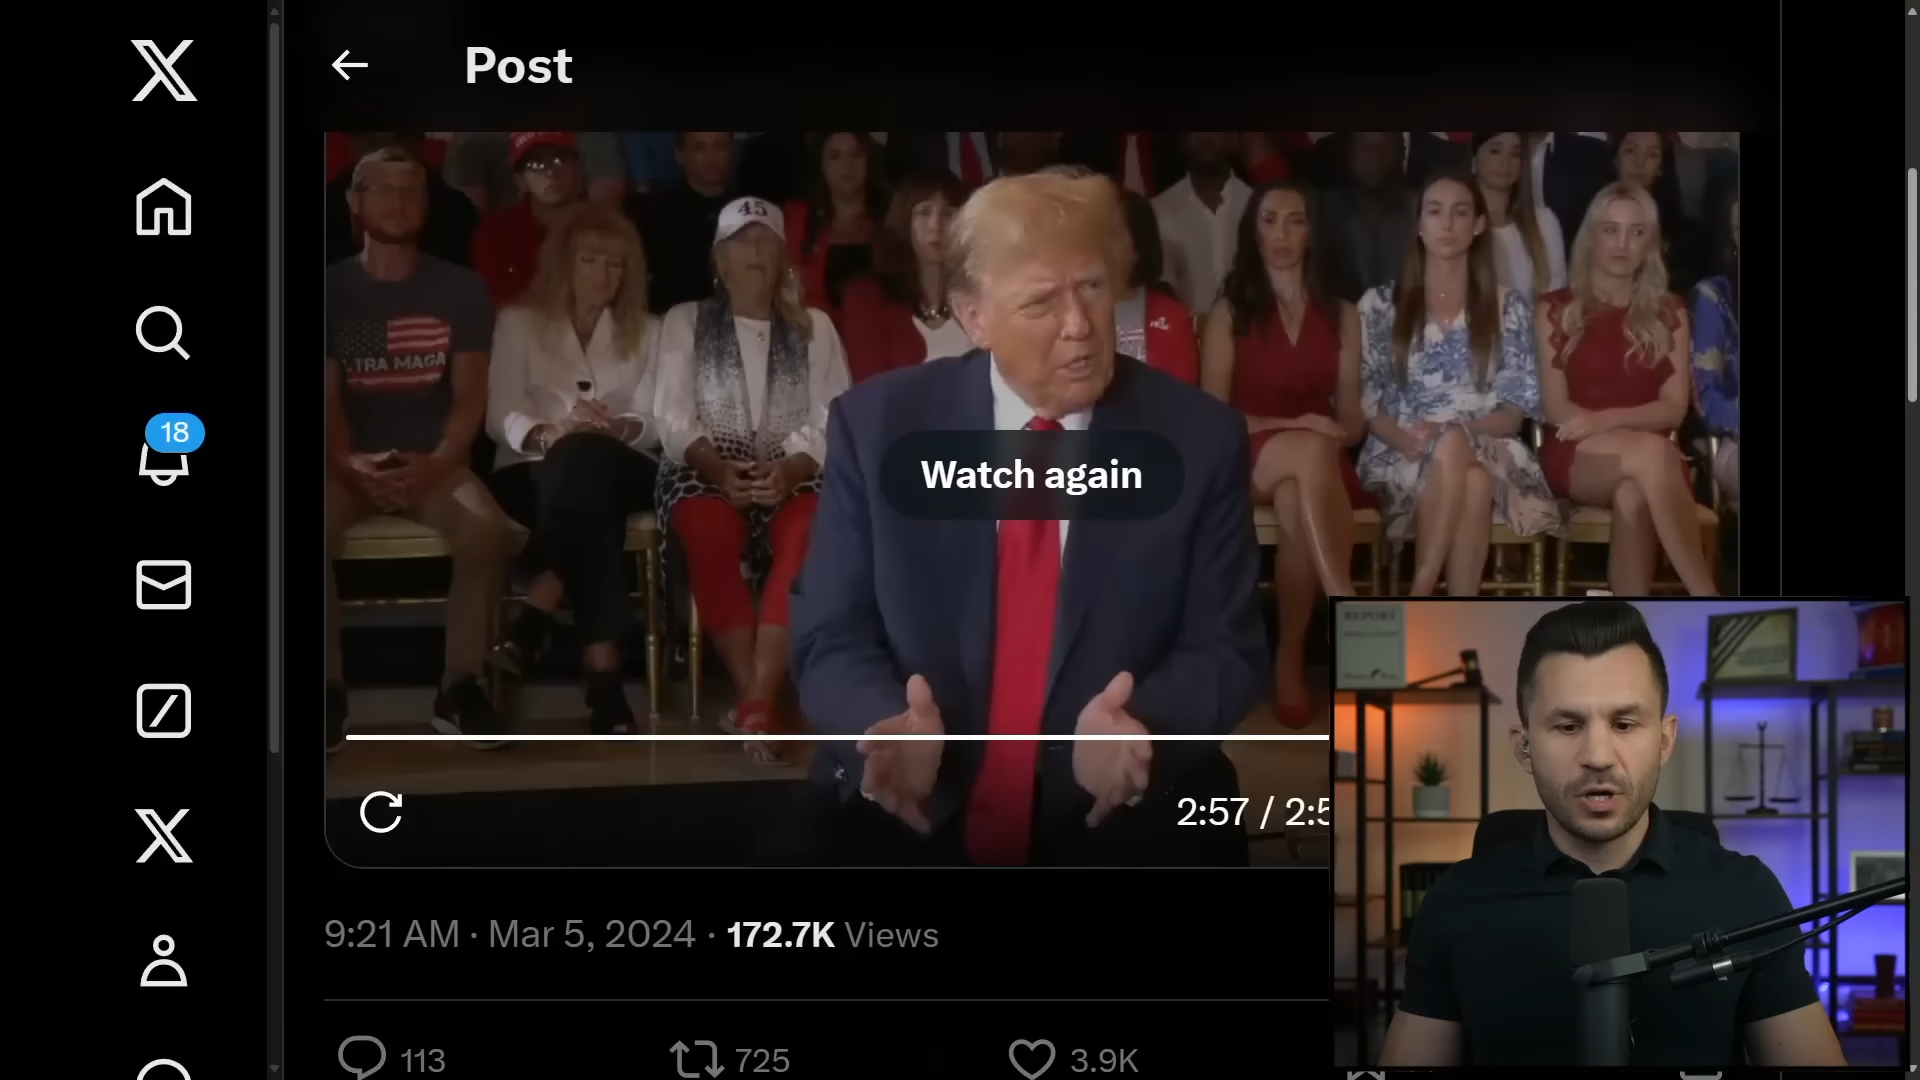 Post
45
TRA MAGA
18
Watch again
REPORT
2:57 / 2:5
9:21 AM · Mar 5, 2024 · 172.7K Views
113
725
3.9K